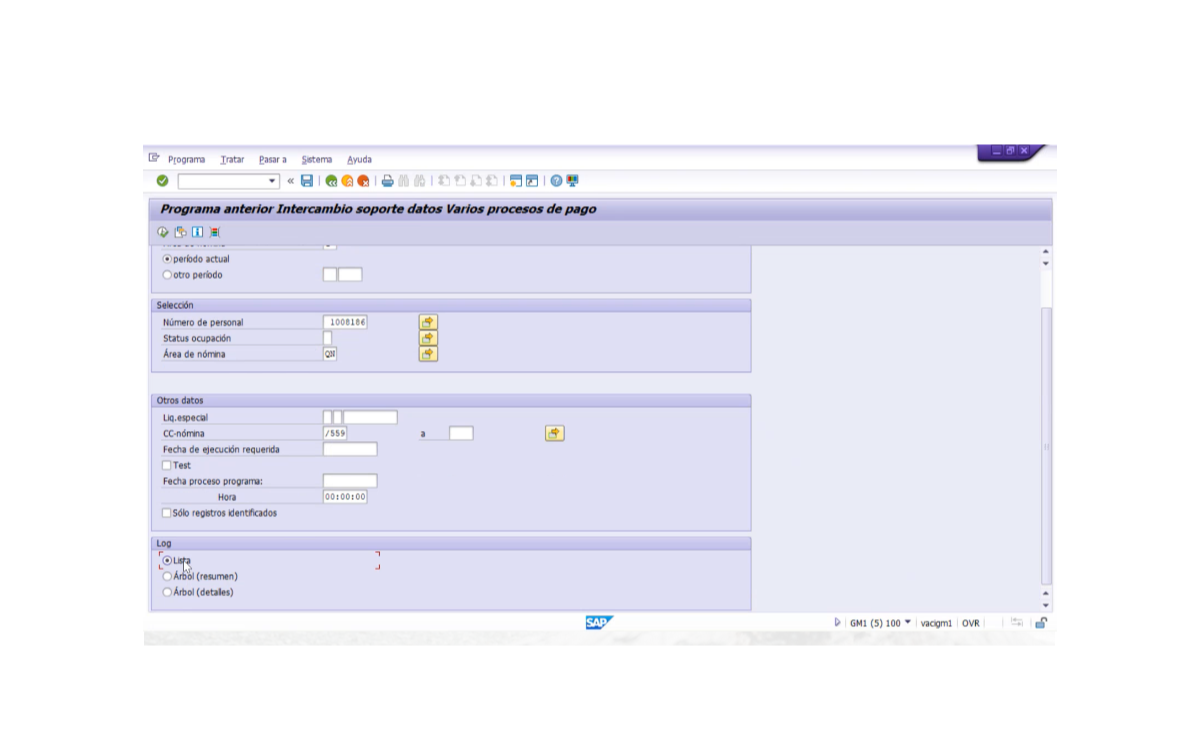 Programa Tratar Pasar a Sistema Ayuda
Programa anterior Intercambio soporte datos Varios procesos de pago
período actual
otro período
Selección
Número de personal 1008186
Status ocupación
Área de nómina QN
Otros datos
Liq.especial
CC-nómina /559 a
Fecha de ejecución requerida
Test
Fecha proceso programa:
Hora 00:00:00
Sólo registros identificados
Log
Lista
Árbol (resumen)
Árbol (detalles)
SAP GM1 (5) 100 vacigm1 OVR